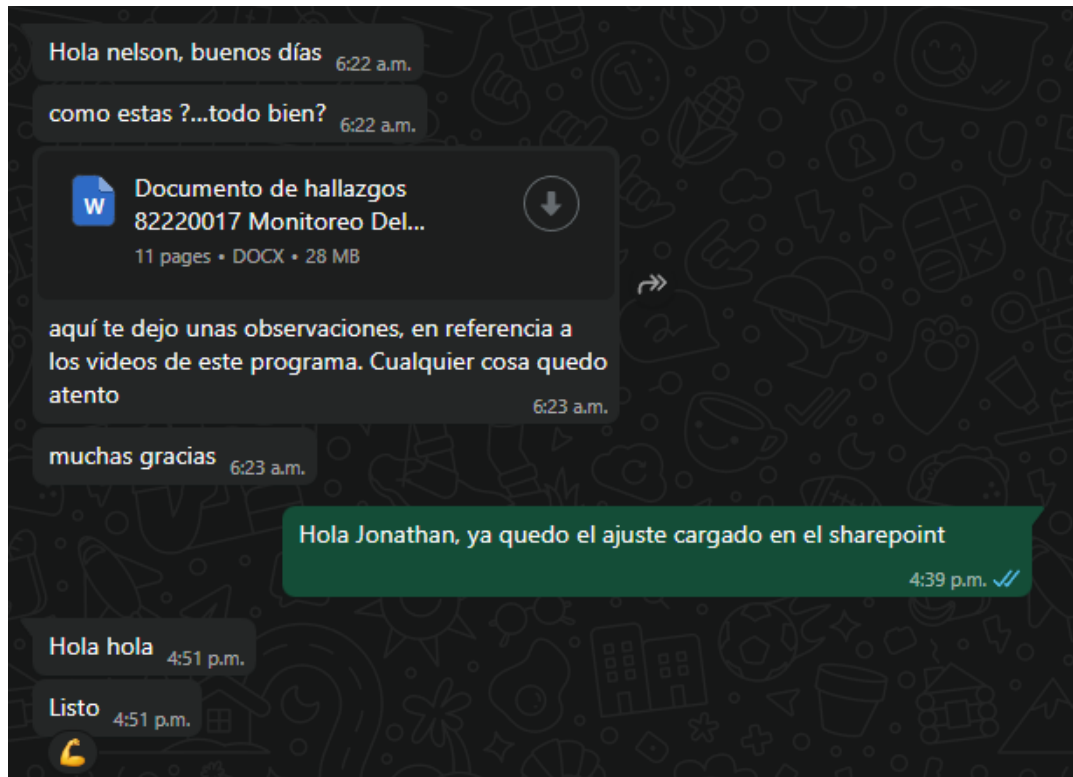 Hola nelson, buenos días 6:22 a.m.
como estas ?...todo bien? 6:22 a.m.
W
Documento de hallazgos
82220017 Monitoreo Del...
11 pages • DOCX • 28 MB
aquí te dejo unas observaciones, en referencia a
los videos de este programa. Cualquier cosa quedo
atento
6:23 a.m.
muchas gracias 6:23 a.m.
Hola Jonathan, ya quedo el ajuste cargado en el sharepoint
4:39 p.m.
Hola hola 4:51 p.m.
Listo 4:51 p.m.